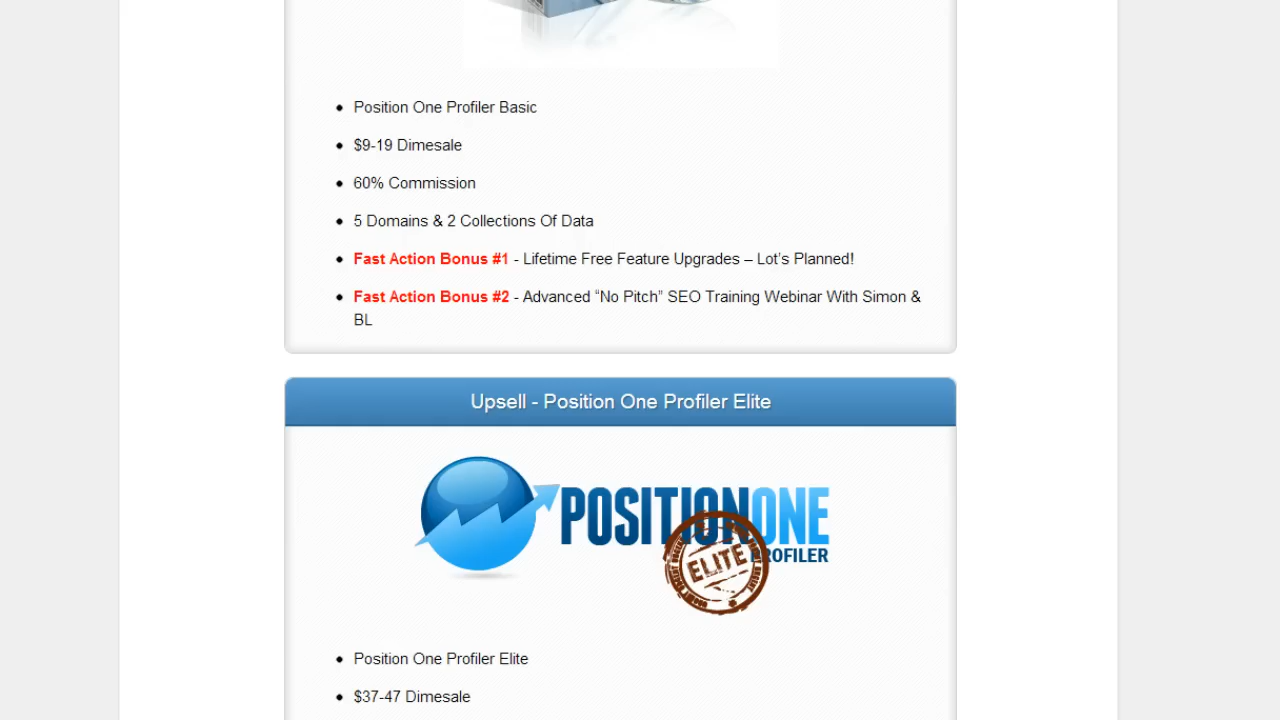 Position One Profiler Basic
$9-19 Dimesale
60% Commission
5 Domains & 2 Collections Of Data
Fast Action Bonus #1 - Lifetime Free Feature Upgrades – Lot’s Planned!
Fast Action Bonus #2 - Advanced “No Pitch” SEO Training Webinar With Simon &
BL
Upsell - Position One Profiler Elite
POSITIONONE
PROFILER
ELITE
Position One Profiler Elite
$37-47 Dimesale